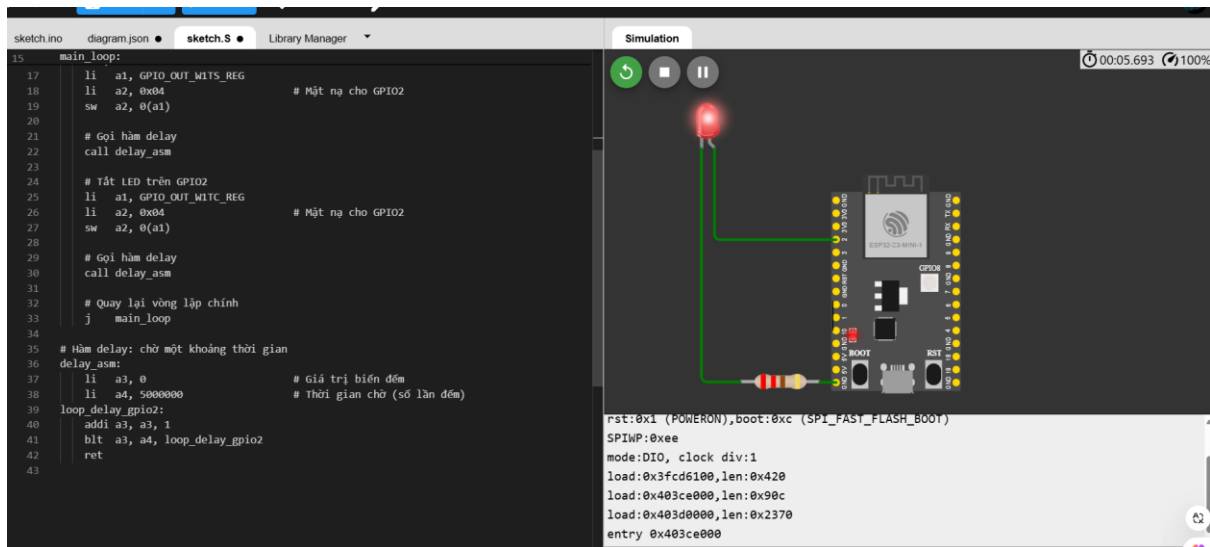 sketch.ino diagram.json ● sketch.S ● Library Manager
15 main_loop:
17 li a1, GPIO_OUT_W1TS_REG
18 li a2, 0x04 # Mặt nạ cho GPIO2
19 sw a2, 0(a1)
20
21 # Gọi hàm delay
22 call delay_asm
23
24 # Tắt LED trên GPIO2
25 li a1, GPIO_OUT_W1TC_REG
26 li a2, 0x04 # Mặt nạ cho GPIO2
27 sw a2, 0(a1)
28
29 # Gọi hàm delay
30 call delay_asm
31
32 # Quay lại vòng lặp chính
33 j main_loop
34
35 # Hàm delay: chờ một khoảng thời gian
36 delay_asm:
37 li a3, 0 # Giá trị biến đếm
38 li a4, 5000000 # Thời gian chờ (số lần đếm)
39 loop_delay_gpio2:
40 addi a3, a3, 1
41 blt a3, a4, loop_delay_gpio2
42 ret
43
Simulation
00:05.693 100%
ESP32-C3-MINI-1
GPIO8
BOOT RST
rst:0x1 (POWERON),boot:0xc (SPI_FAST_FLASH_BOOT)
SPIWP:0xee
mode:DIO, clock div:1
load:0x3fcd6100,len:0x420
load:0x403ce000,len:0x90c
load:0x403d0000,len:0x2370
entry 0x403ce000